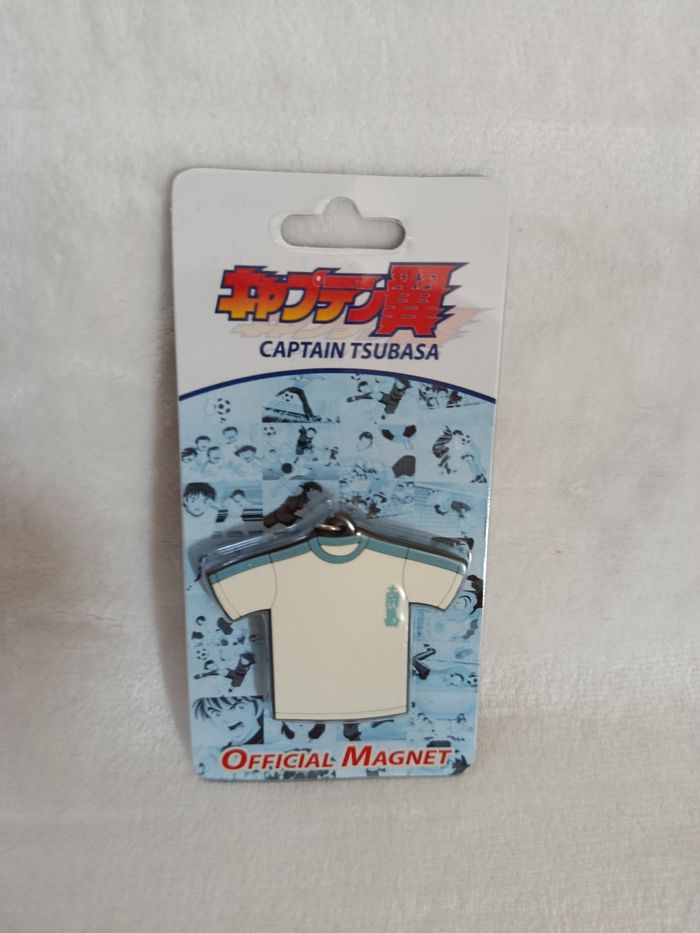 キャプテン翼
CAPTAIN TSUBASA
OFFICIAL MAGNET